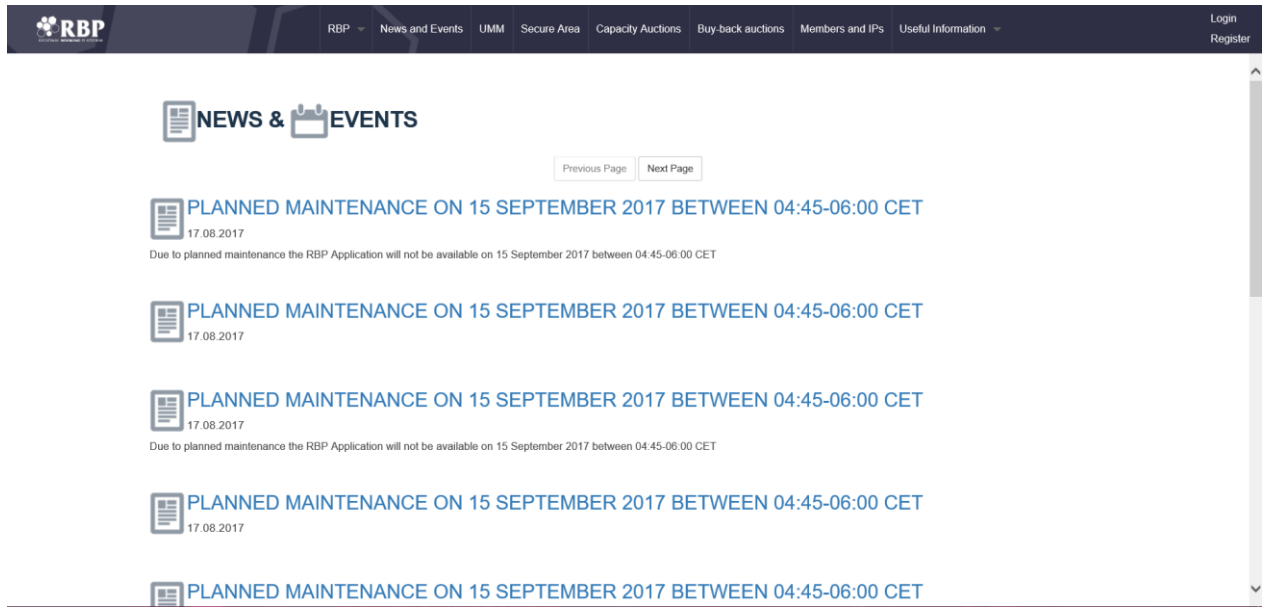 RBP
RBP News and Events UMM Secure Area Capacity Auctions Buy-back auctions Members and IPs Useful Information
Login
Register
NEWS & EVENTS
Previous Page Next Page
PLANNED MAINTENANCE ON 15 SEPTEMBER 2017 BETWEEN 04:45-06:00 CET
17.08.2017
Due to planned maintenance the RBP Application will not be available on 15 September 2017 between 04:45-06:00 CET
PLANNED MAINTENANCE ON 15 SEPTEMBER 2017 BETWEEN 04:45-06:00 CET
17.08.2017
PLANNED MAINTENANCE ON 15 SEPTEMBER 2017 BETWEEN 04:45-06:00 CET
17.08.2017
Due to planned maintenance the RBP Application will not be available on 15 September 2017 between 04:45-06:00 CET
PLANNED MAINTENANCE ON 15 SEPTEMBER 2017 BETWEEN 04:45-06:00 CET
17.08.2017
PLANNED MAINTENANCE ON 15 SEPTEMBER 2017 BETWEEN 04:45-06:00 CET